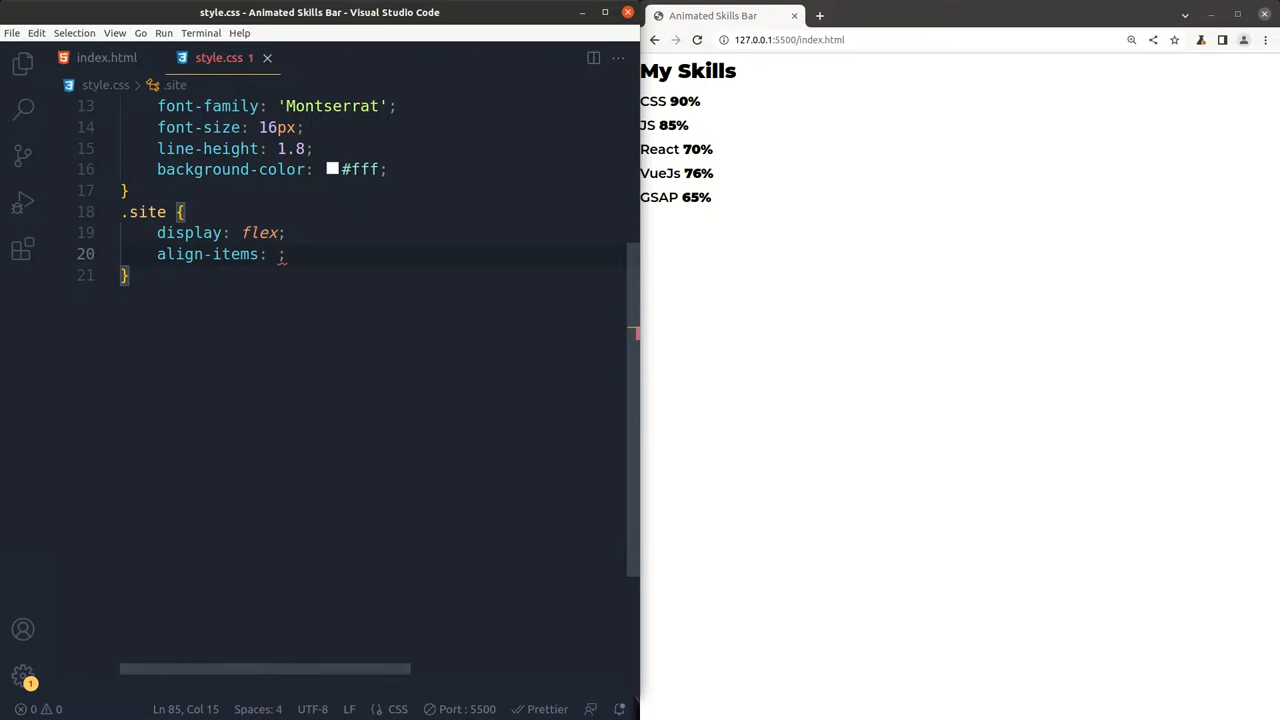 style.css - Animated Skills Bar - Visual Studio Code
File Edit Selection View Go Run Terminal Help
index.html
style.css 1
style.css > .site
13 font-family: 'Montserrat';
14 font-size: 16px;
15 line-height: 1.8;
16 background-color: #fff;
17 }
18 .site {
19 display: flex;
20 align-items: ;
21 }
1
0 0 Ln 85, Col 15 Spaces: 4 UTF-8 LF {} CSS Port : 5500 Prettier
Animated Skills Bar
127.0.0.1:5500/index.html
My Skills
CSS 90%
JS 85%
React 70%
VueJs 76%
GSAP 65%